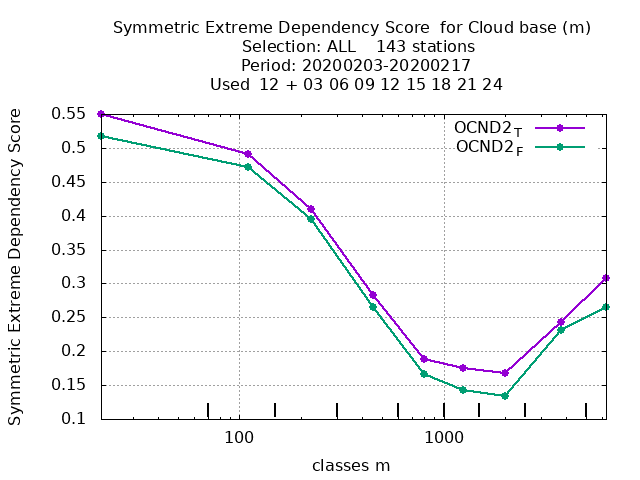 Symmetric Extreme Dependency Score  for Cloud base (m)
Selection: ALL    143 stations
Period: 20200203-20200217
Used  12 + 03 06 09 12 15 18 21 24
Symmetric Extreme Dependency Score
0.55
0.5
0.45
0.4
0.35
0.3
0.25
0.2
0.15
0.1
OCND2T
OCND2F
100
1000
classes m